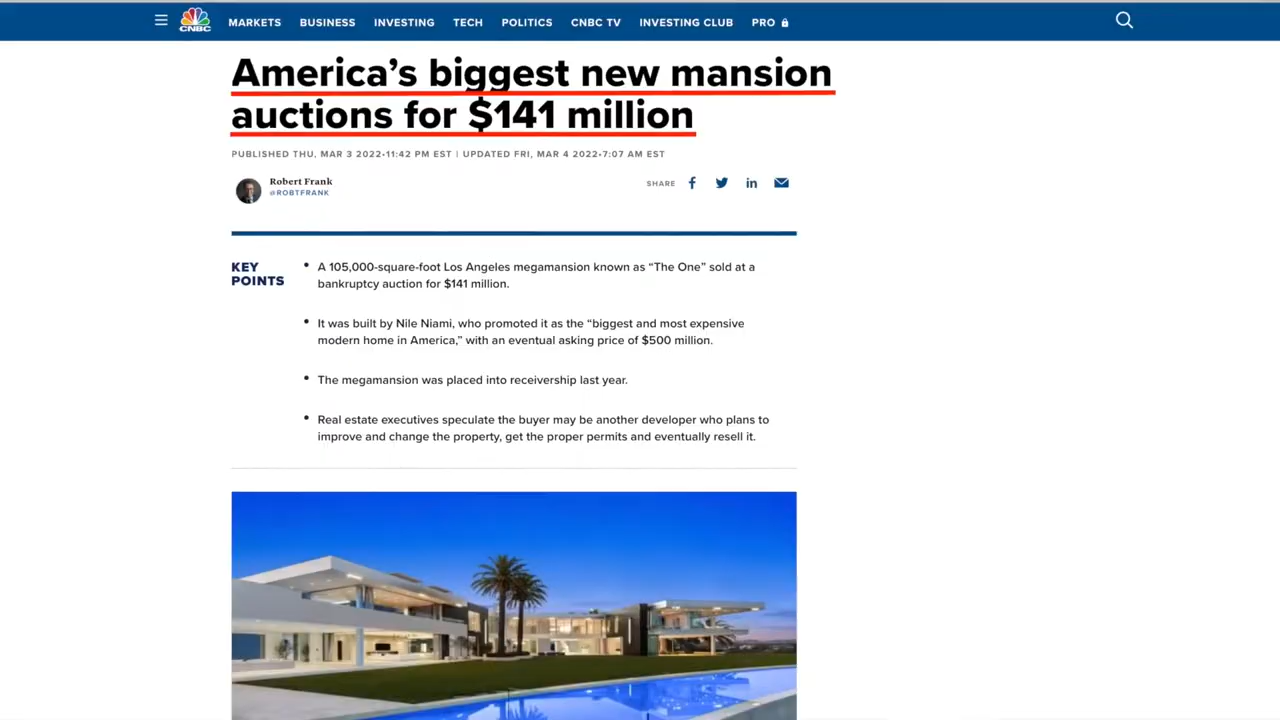 CNBC MARKETS BUSINESS INVESTING TECH POLITICS CNBC TV INVESTING CLUB PRO
America’s biggest new mansion
auctions for $141 million
PUBLISHED THU, MAR 3 2022•11:42 PM EST | UPDATED FRI, MAR 4 2022•7:07 AM EST
Robert Frank
@ROBTFRANK
SHARE
KEY
POINTS
• A 105,000-square-foot Los Angeles megamansion known as “The One” sold at a
bankruptcy auction for $141 million.
• It was built by Nile Niami, who promoted it as the “biggest and most expensive
modern home in America,” with an eventual asking price of $500 million.
• The megamansion was placed into receivership last year.
• Real estate executives speculate the buyer may be another developer who plans to
improve and change the property, get the proper permits and eventually resell it.